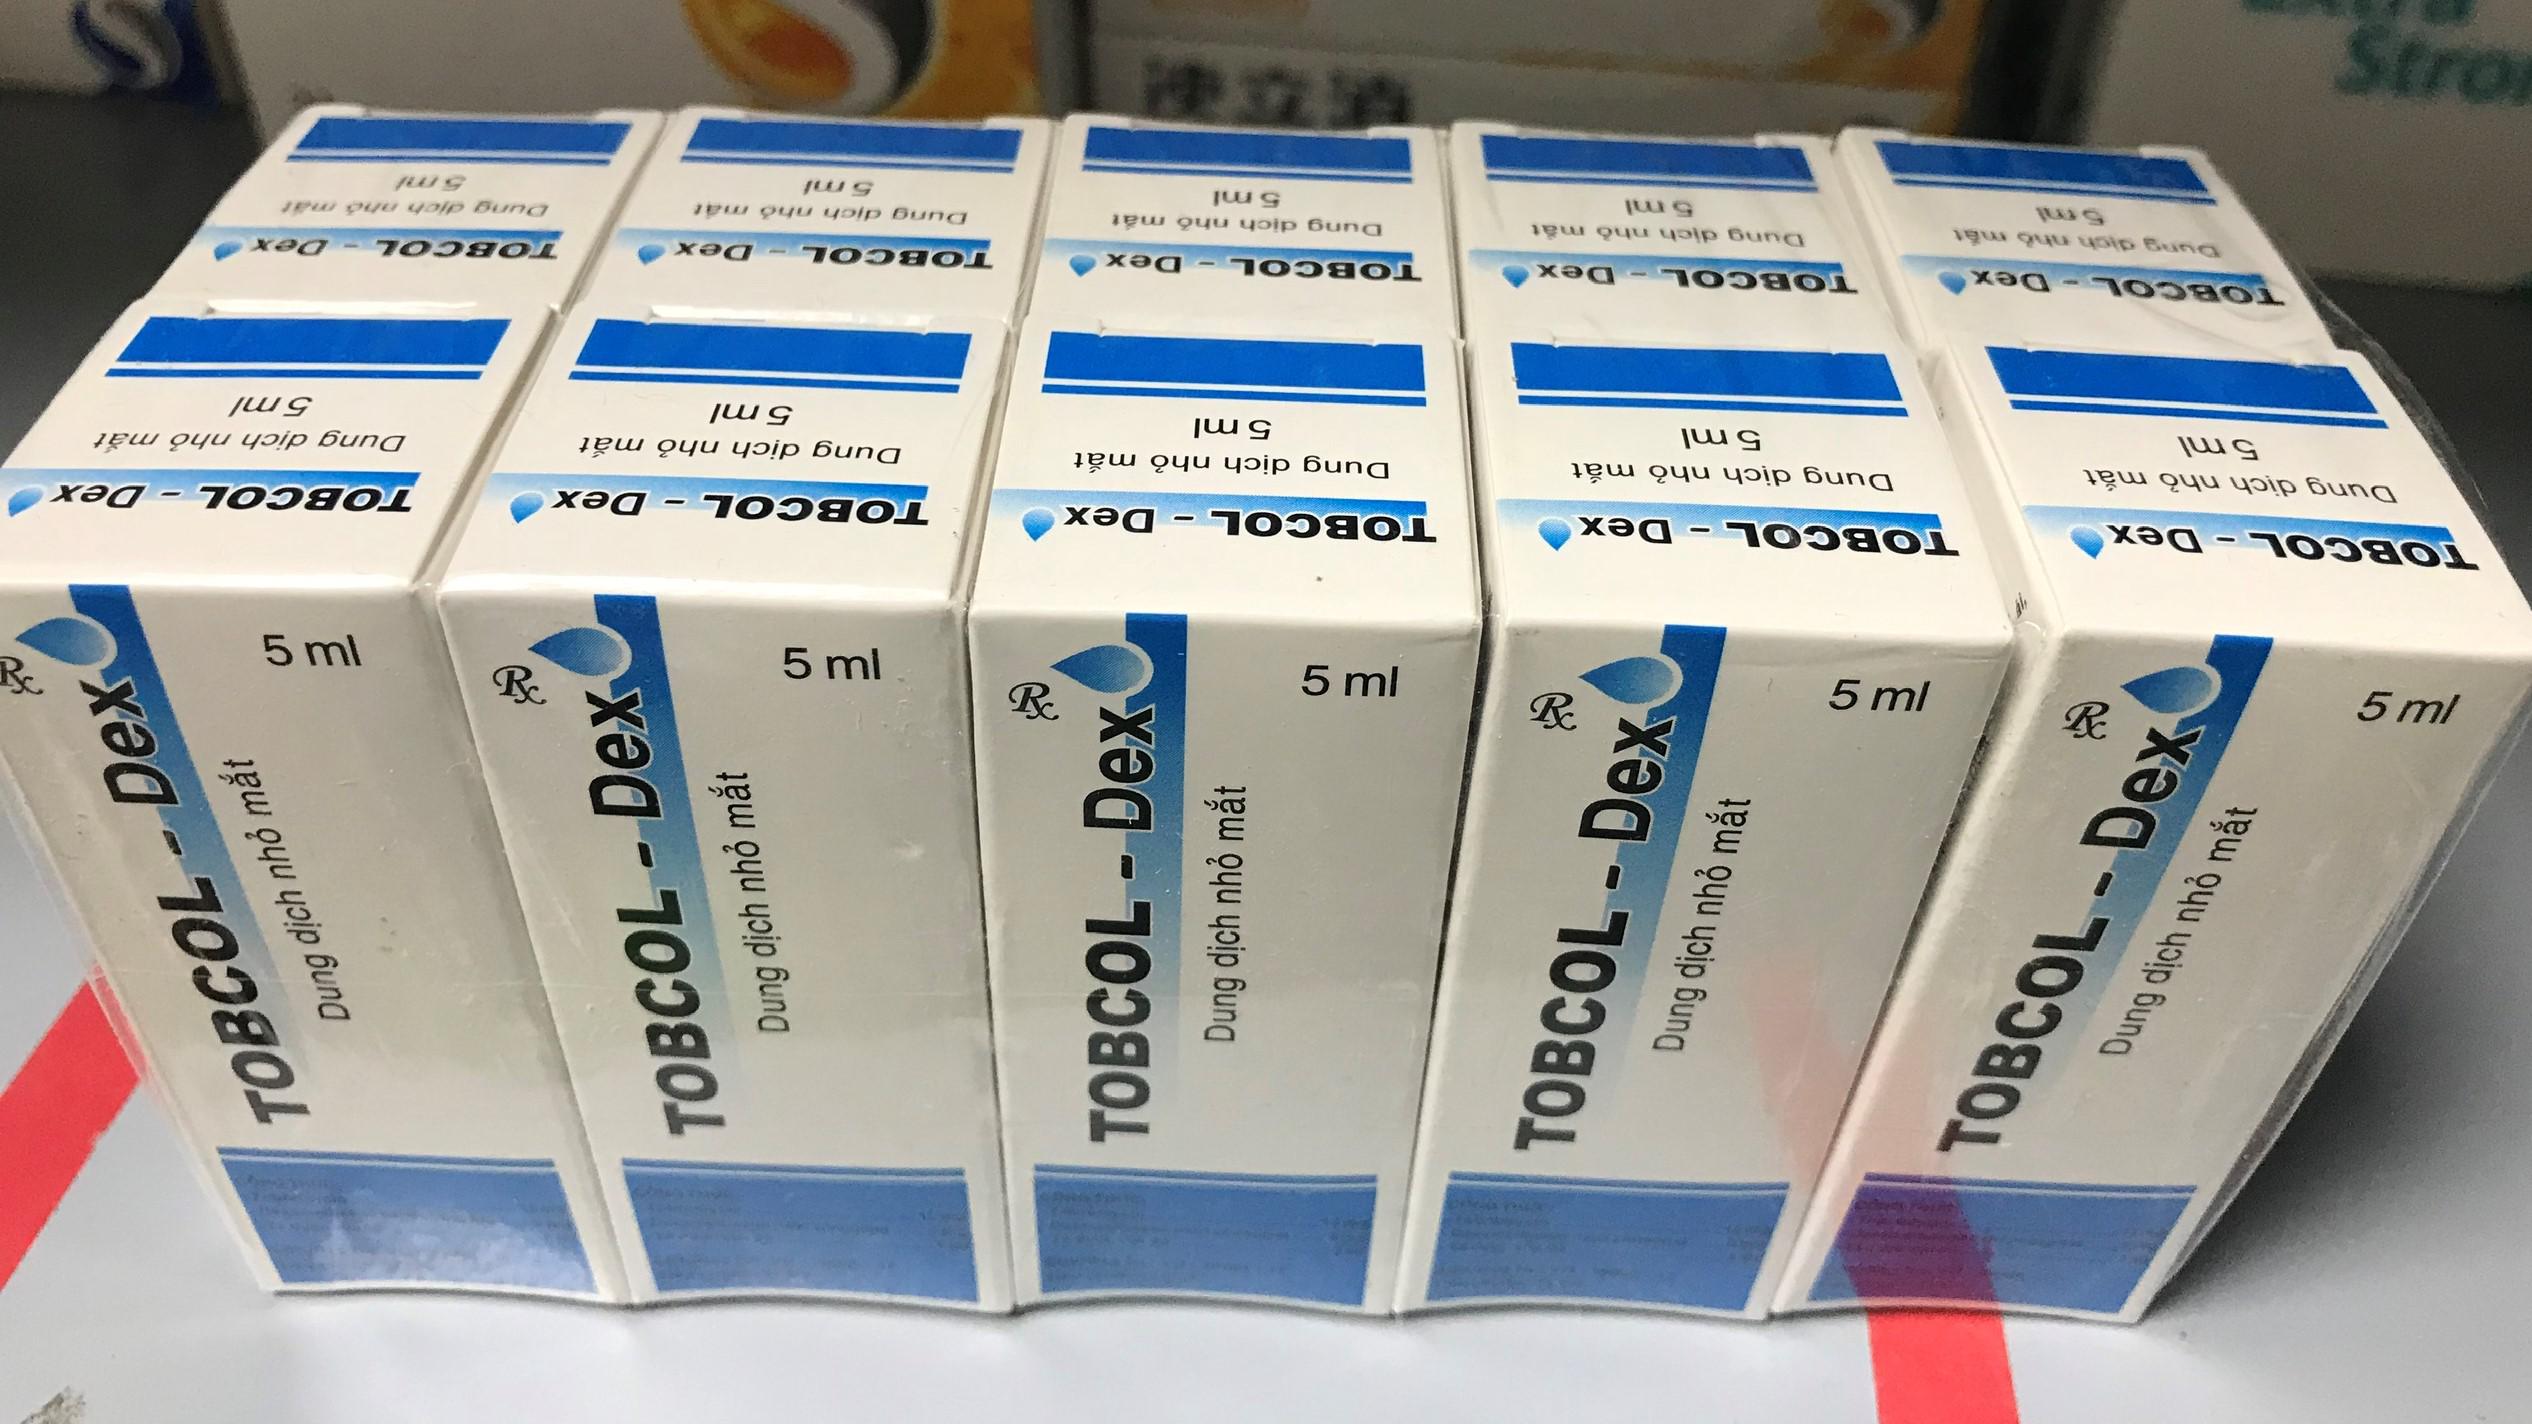 使立消
Extra
Stron
5 ml
Dung dịch nhỏ mắt
TOBCOL - Dex
5 ml
Dung dịch nhỏ mắt
TOBCOL - Dex
5 ml
Dung dịch nhỏ mắt
TOBCOL - Dex
5 ml
Dung dịch nhỏ mắt
TOBCOL - Dex
5 ml
Dung dịch nhỏ mắt
TOBCOL - Dex
5 ml
Dung dịch nhỏ mắt
TOBCOL - Dex
5 ml
Dung dịch nhỏ mắt
TOBCOL - Dex
5 ml
Dung dịch nhỏ mắt
TOBCOL - Dex
5 ml
Dung dịch nhỏ mắt
TOBCOL - Dex
5 ml
Dung dịch nhỏ mắt
TOBCOL - Dex
Rx
TOBCOL - Dex
Dung dịch nhỏ mắt
5 ml
Rx
TOBCOL - Dex
Dung dịch nhỏ mắt
5 ml
Rx
TOBCOL - Dex
Dung dịch nhỏ mắt
5 ml
Rx
TOBCOL - Dex
Dung dịch nhỏ mắt
5 ml
Rx
TOBCOL - Dex
Dung dịch nhỏ mắt
5 ml